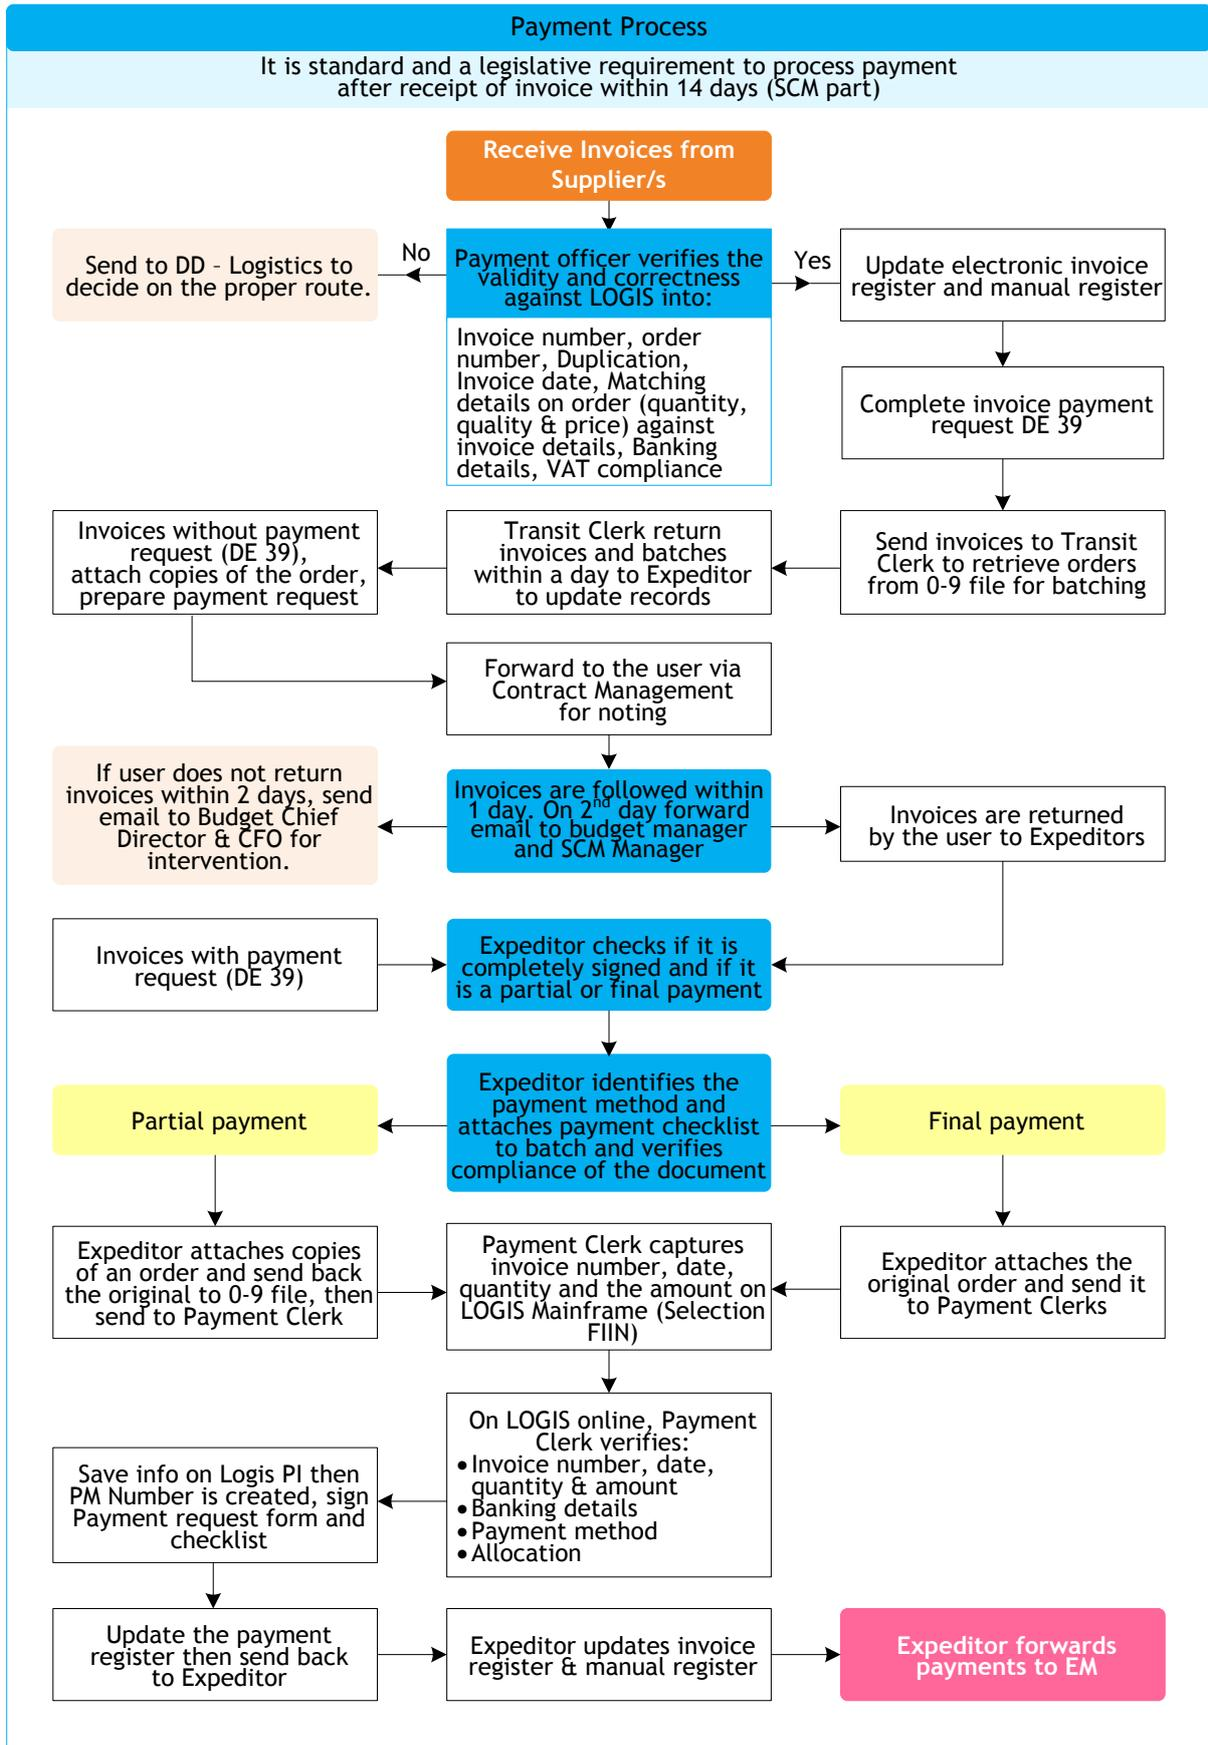 Payment Process
It is standard and a legislative requirement to process payment
after receipt of invoice within 14 days (SCM part)
Receive Invoices from
Supplier/s
Send to DD – Logistics to
decide on the proper route.
No
Payment officer verifies the
validity and correctness
against LOGIS into:
Yes
Update electronic invoice
register and manual register
Invoice number, order
number, Duplication,
Invoice date, Matching
details on order (quantity,
quality & price) against
invoice details, Banking
details, VAT compliance
Complete invoice payment
request DE 39
Invoices without payment
request (DE 39),
attach copies of the order,
prepare payment request
Transit Clerk return
invoices and batches
within a day to Expeditor
to update records
Send invoices to Transit
Clerk to retrieve orders
from 0-9 file for batching
Forward to the user via
Contract Management
for noting
If user does not return
invoices within 2 days, send
email to Budget Chief
Director & CFO for
intervention.
Invoices are followed within
1 day. On 2nd day forward
email to budget manager
and SCM Manager
Invoices are returned
by the user to Expeditors
Invoices with payment
request (DE 39)
Expeditor checks if it is
completely signed and if it
is a partial or final payment
Partial payment
Expeditor identifies the
payment method and
attaches payment checklist
to batch and verifies
compliance of the document
Final payment
Expeditor attaches copies
of an order and send back
the original to 0-9 file, then
send to Payment Clerk
Payment Clerk captures
invoice number, date,
quantity and the amount on
LOGIS Mainframe (Selection
FIIN)
Expeditor attaches the
original order and send it
to Payment Clerks
Save info on Logis PI then
PM Number is created, sign
Payment request form and
checklist
On LOGIS online, Payment
Clerk verifies:
• Invoice number, date,
quantity & amount
• Banking details
• Payment method
• Allocation
Update the payment
register then send back
to Expeditor
Expeditor updates invoice
register & manual register
Expeditor forwards
payments to EM